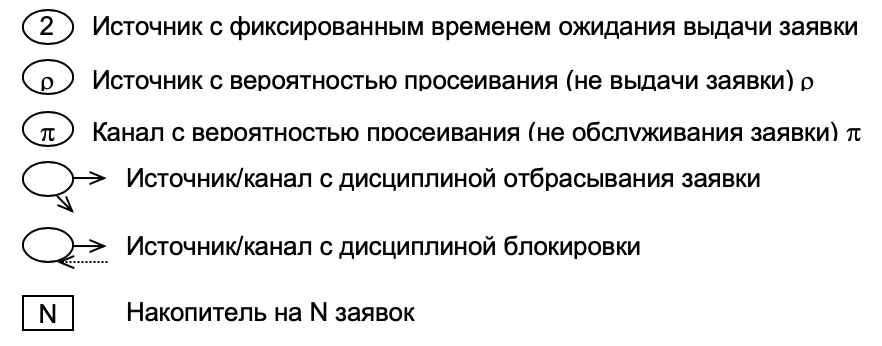 2 Источник с фиксированным временем ожидания выдачи заявки
ρ Источник с вероятностью просеивания (не выдачи заявки) ρ
π Канал с вероятностью просеивания (не обслуживания заявки) π
Источник/канал с дисциплиной отбрасывания заявки
Источник/канал с дисциплиной блокировки
N Накопитель на N заявок